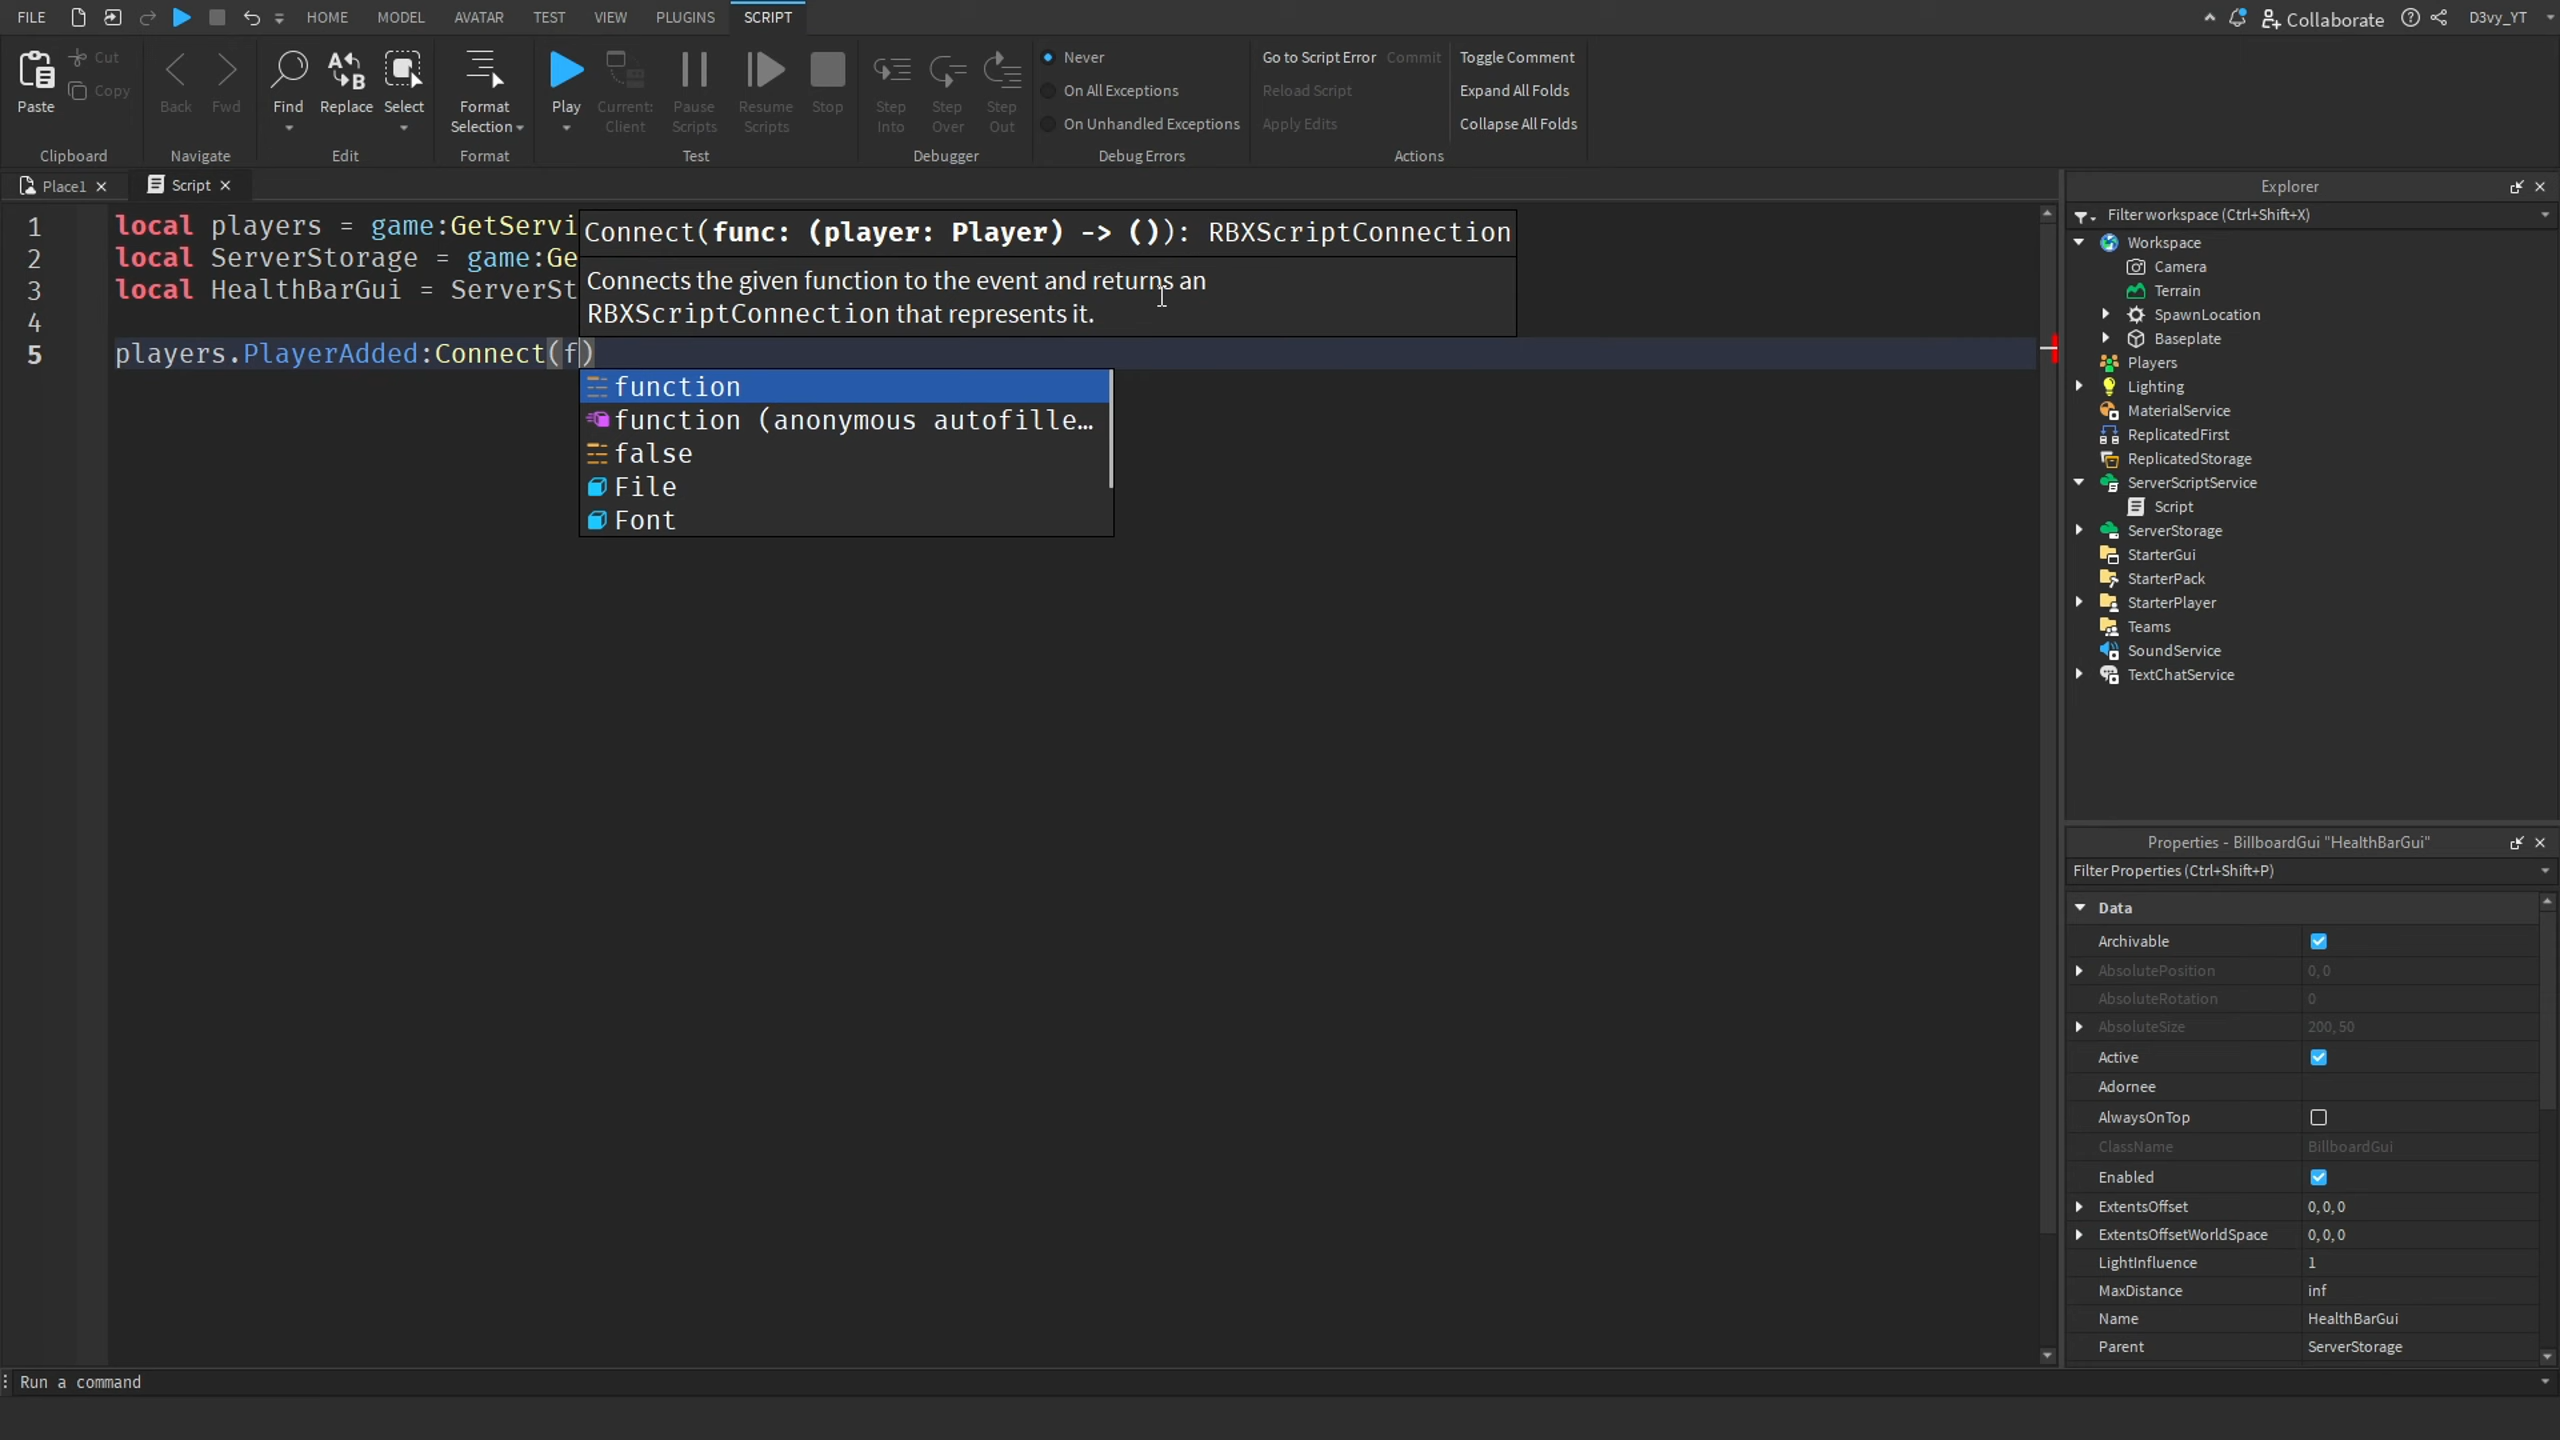 FILE HOME MODEL AVATAR TEST VIEW PLUGINS SCRIPT Collaborate D3vy_YT
Paste Cut Copy Back Fwd Find Replace Select Format Selection Play Current: Client Pause Scripts Resume Scripts Stop Step Into Step Over Step Out
Never
On All Exceptions
On Unhandled Exceptions
Go to Script Error Commit
Reload Script
Apply Edits
Toggle Comment
Expand All Folds
Collapse All Folds
Clipboard Navigate Edit Format Test Debugger Debug Errors Actions
Place1 Script
1 local players = game:GetServi
2 local ServerStorage = game:Ge
3 local HealthBarGui = ServerSt
4
5 players.PlayerAdded:Connect(f)
Connect(func: (player: Player) -> ()): RBXScriptConnection
Connects the given function to the event and returns an
RBXScriptConnection that represents it.
function
function (anonymous autofille...
false
File
Font
Explorer
Filter workspace (Ctrl+Shift+X)
Workspace
Camera
Terrain
SpawnLocation
Baseplate
Players
Lighting
MaterialService
ReplicatedFirst
ReplicatedStorage
ServerScriptService
Script
ServerStorage
StarterGui
StarterPack
StarterPlayer
Teams
SoundService
TextChatService
Properties - BillboardGui "HealthBarGui"
Filter Properties (Ctrl+Shift+P)
Data
Archivable
AbsolutePosition 0, 0
AbsoluteRotation 0
AbsoluteSize 200, 50
Active
Adornee
AlwaysOnTop
ClassName BillboardGui
Enabled
ExtentsOffset 0, 0, 0
ExtentsOffsetWorldSpace 0, 0, 0
LightInfluence 1
MaxDistance inf
Name HealthBarGui
Parent ServerStorage
Run a command